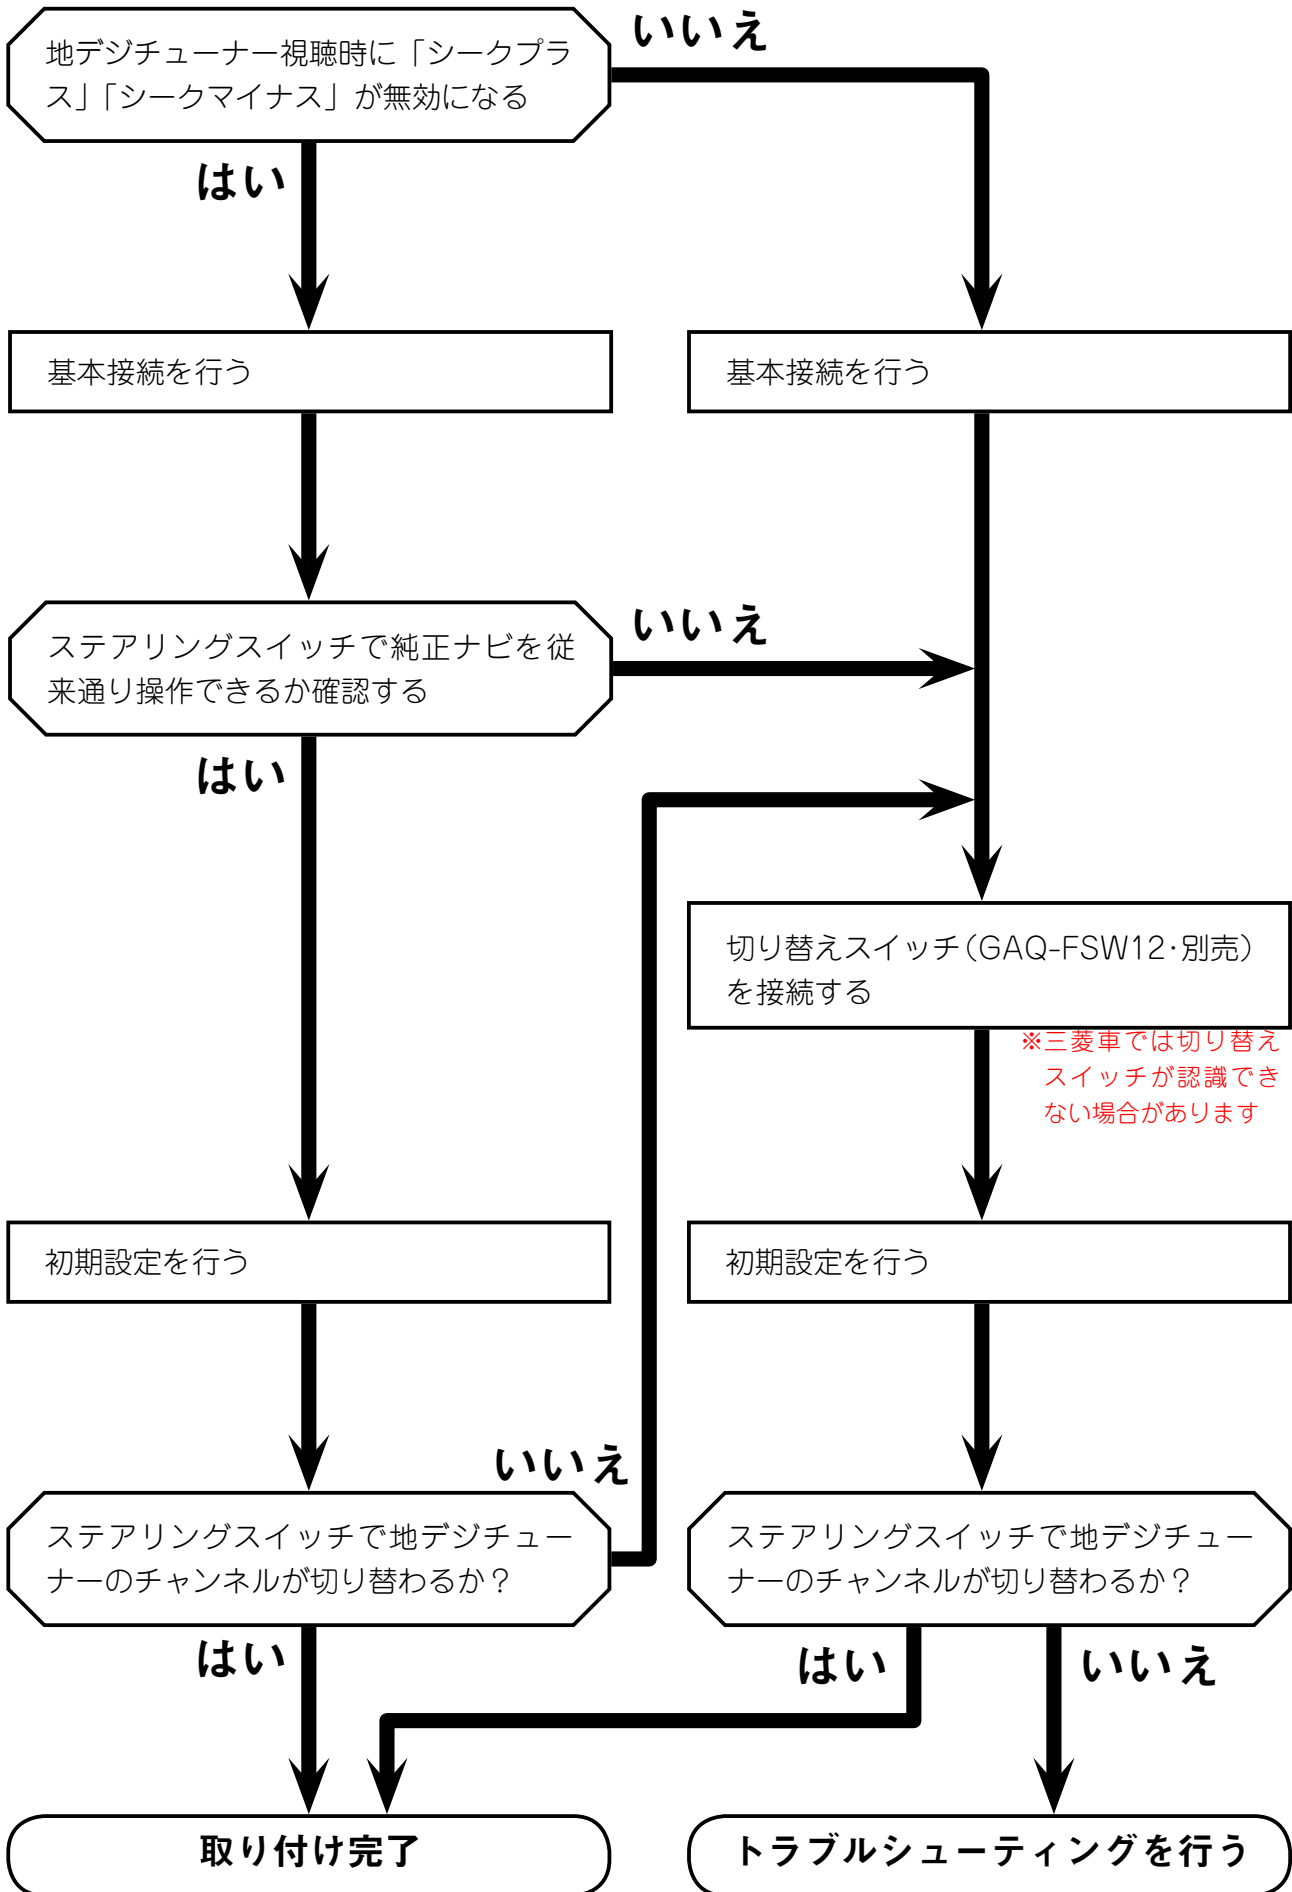 地デジチューナー視聴時に「シークプラ
ス」「シークマイナス」が無効になる
いいえ
はい
基本接続を行う
基本接続を行う
ステアリングスイッチで純正ナビを従
来通り操作できるか確認する
いいえ
はい
切り替えスイッチ(GAQ-FSW12・別売)
を接続する
※三菱車では切り替え
スイッチが認識でき
ない場合があります
初期設定を行う
初期設定を行う
いいえ
ステアリングスイッチで地デジチュー
ナーのチャンネルが切り替わるか？
ステアリングスイッチで地デジチュー
ナーのチャンネルが切り替わるか？
はい
はい
いいえ
取り付け完了
トラブルシューティングを行う